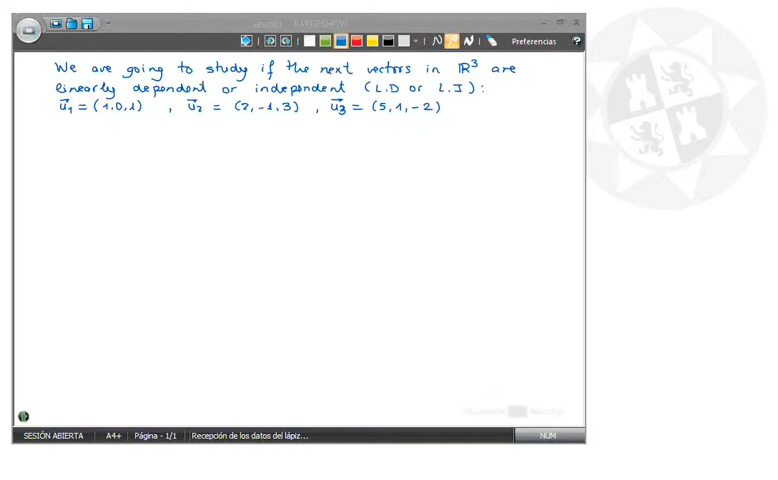 Preferencias
We are going to study if the next vectors in ℝ³ are
linearly dependent or independent (L.D or L.I):
u⃗₁ = (1,0,1) , u⃗₂ = (2,-1,3) , u⃗₃ = (5,1,-2)
SESIÓN ABIERTA A4+ Página - 1/1 Recepción de los datos del lápiz... NUM